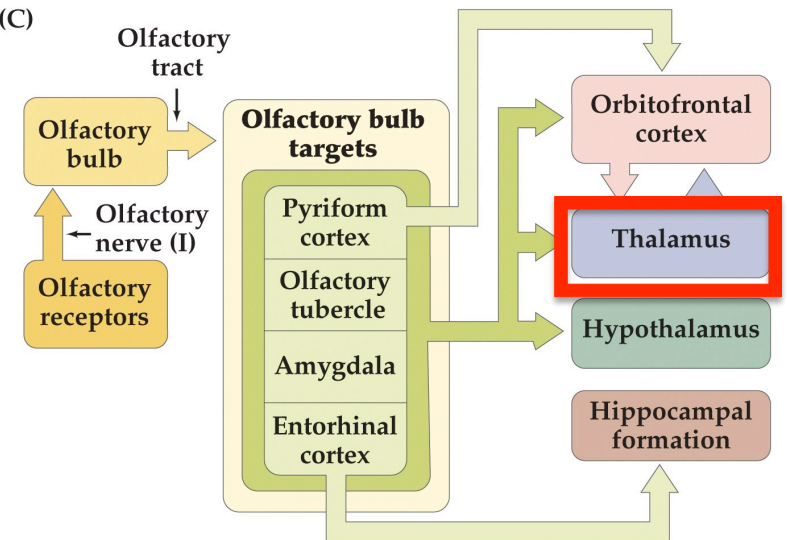 (C)
Olfactory
tract
Olfactory
bulb
Olfactory
nerve (I)
Olfactory
receptors
Olfactory bulb
targets
Pyriform
cortex
Olfactory
tubercle
Amygdala
Entorhinal
cortex
Orbitofrontal
cortex
Thalamus
Hypothalamus
Hippocampal
formation